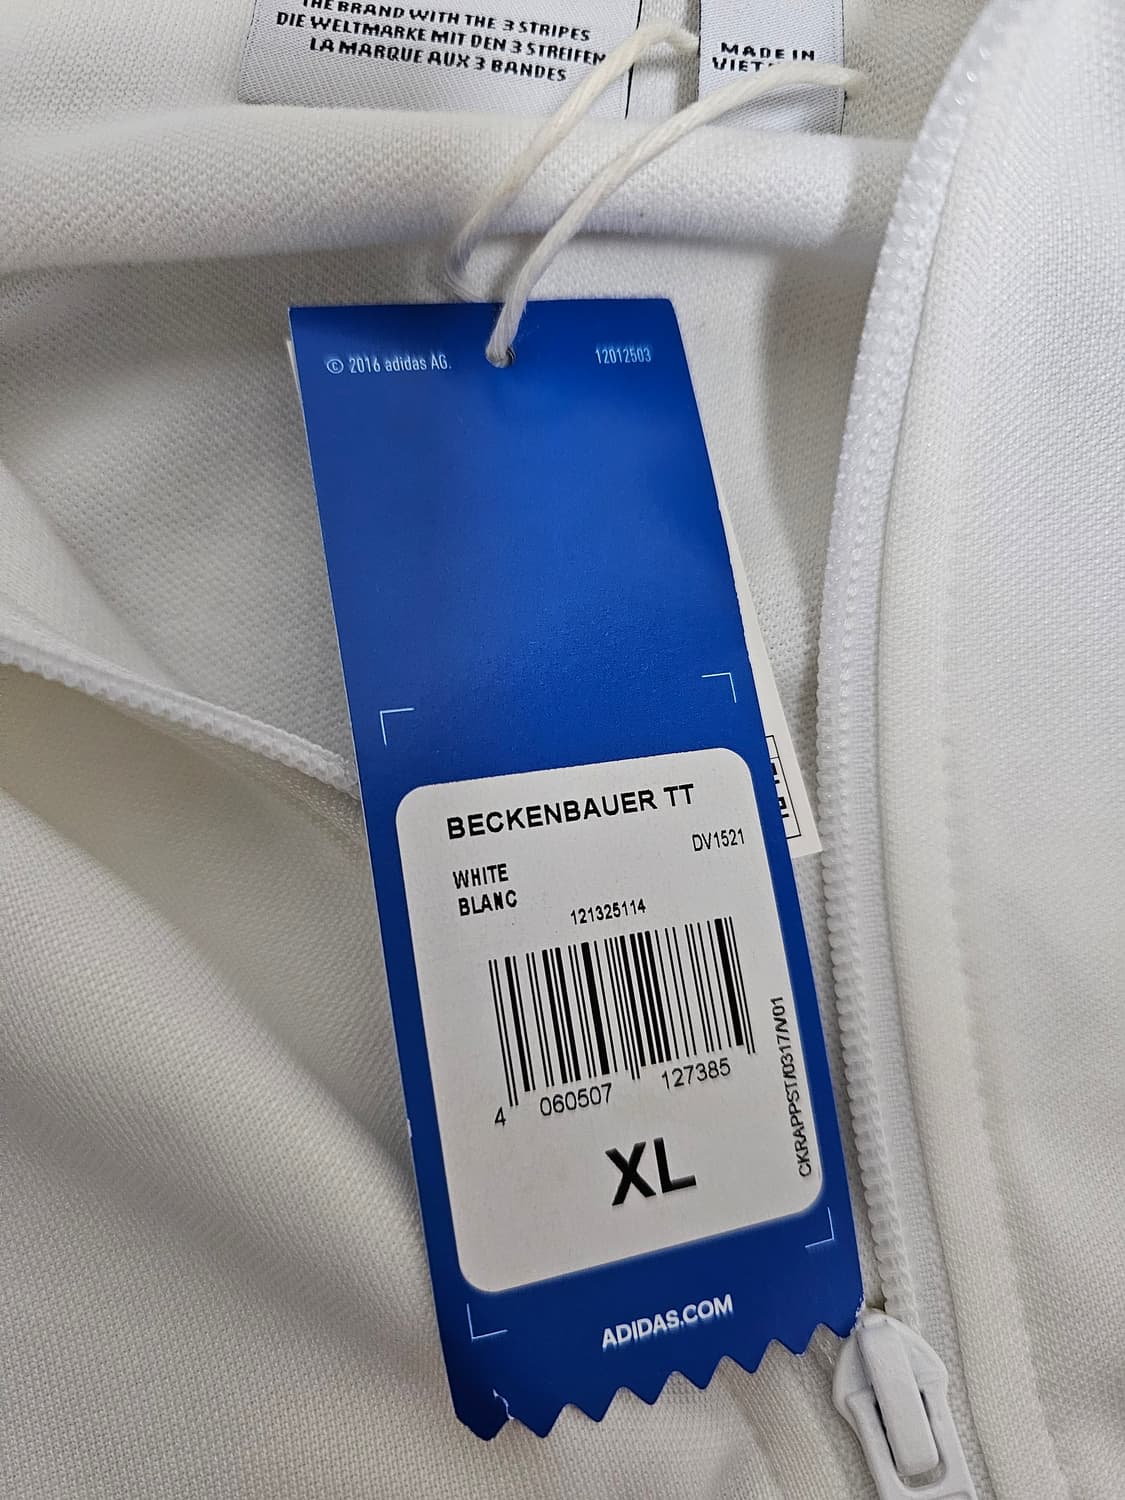 THE BRAND WITH THE 3 STRIPES
DIE WELTMARKE MIT DEN 3 STREIFEN
LA MARQUE AUX 3 BANDES
MADE IN
© 2016 adidas AG.
12012503
BECKENBAUER TT
DV1521
WHITE
BLANC
121325114
4 060507 127385
XL
CKRAPPST/0317/V01
ADIDAS.COM